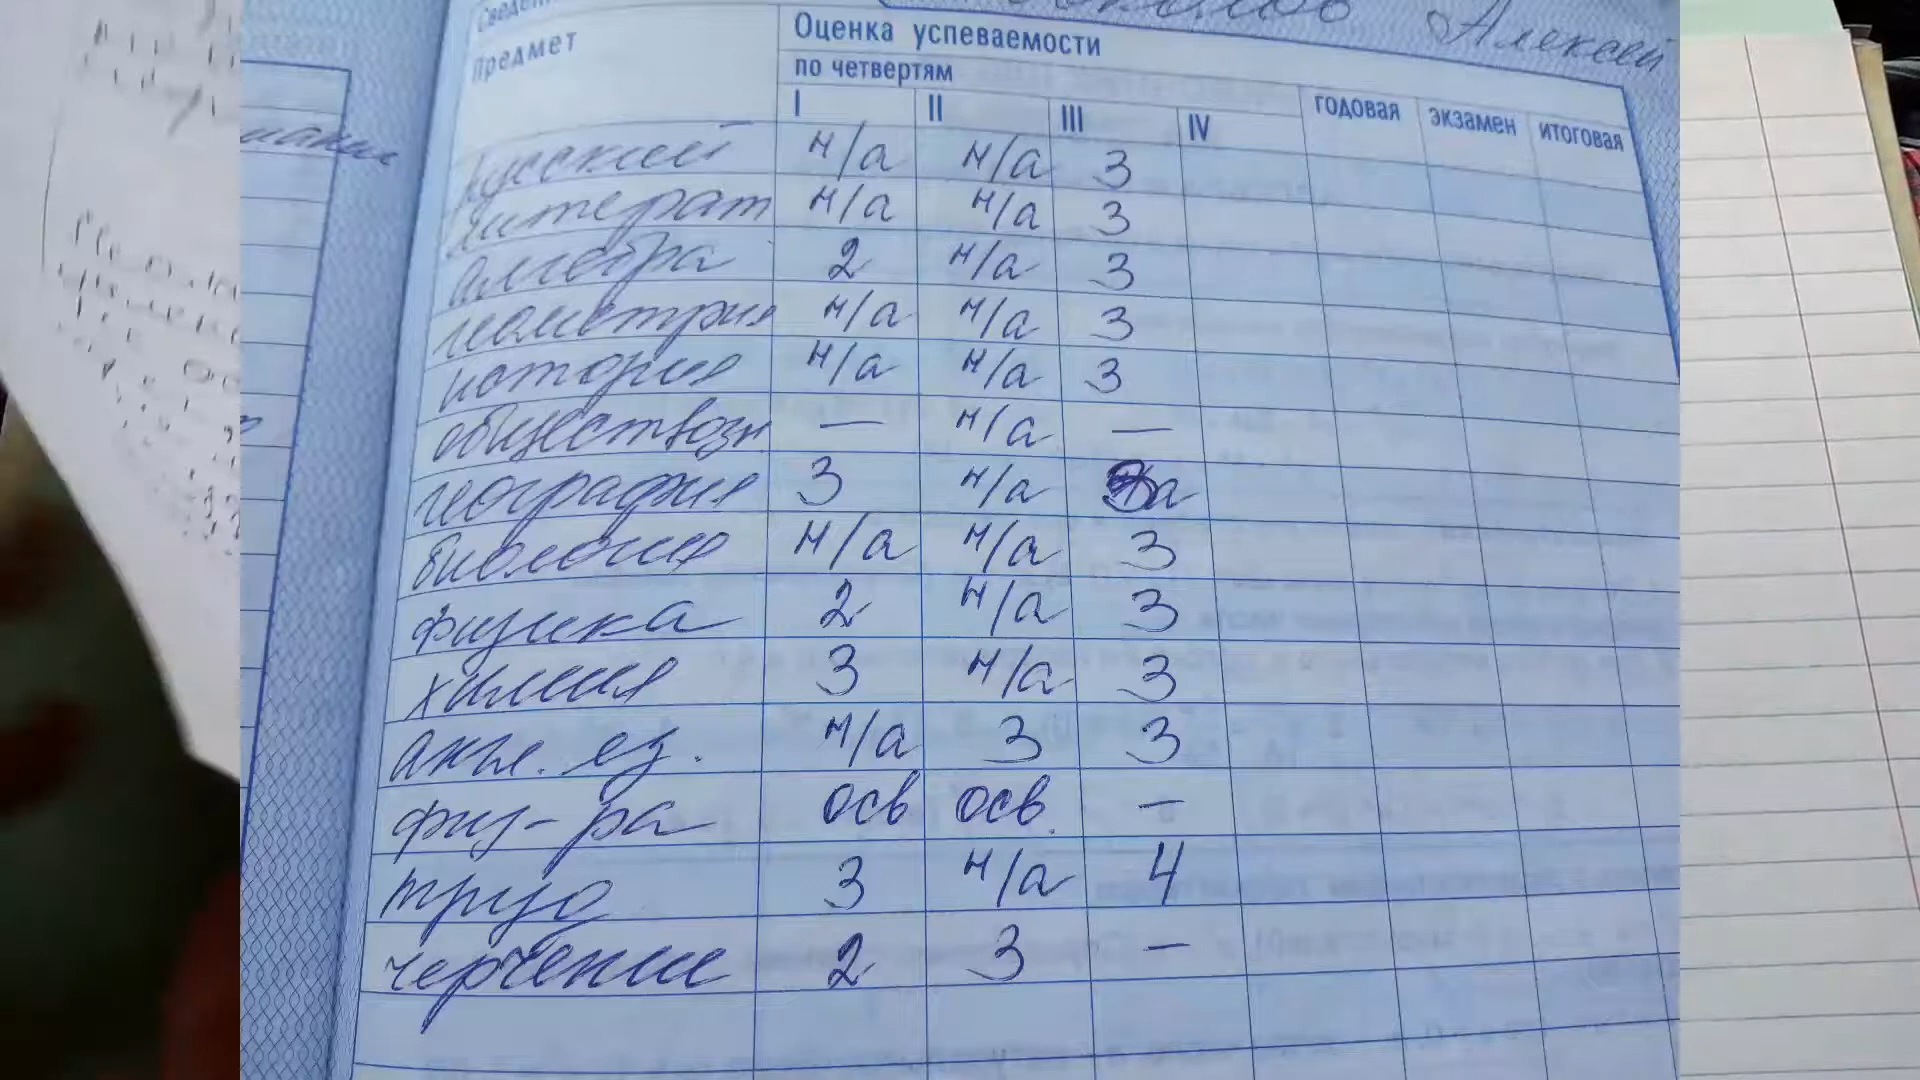 Сведен
Алексей
Предмет Оценка успеваемости
по четвертям
I II III IV годовая экзамен итоговая
русский н/а н/а 3
литерат н/а н/а 3
алгебра 2 н/а 3
геометрия н/а н/а 3
история н/а н/а 3
обществозн — н/а —
география 3 н/а
биология н/а н/а 3
физика 2 н/а 3
химия 3 н/а 3
англ. яз. н/а 3 3
физ-ра осв осв. —
труд 3 н/а 4
черчение 2 3 —